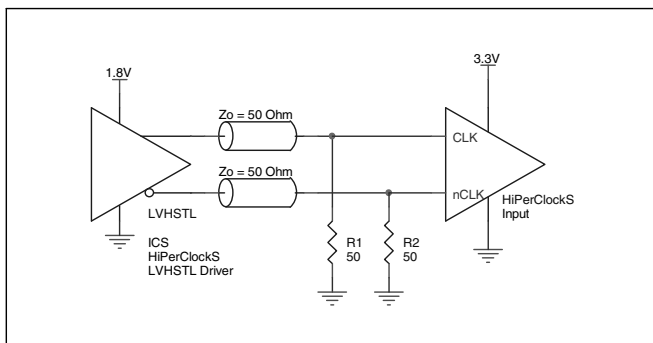 1.8V
3.3V
Zo = 50 Ohm
CLK
Zo = 50 Ohm
nCLK
HiPerClockS
Input
LVHSTL
ICS
HiPerClockS
LVHSTL Driver
R1
50
R2
50